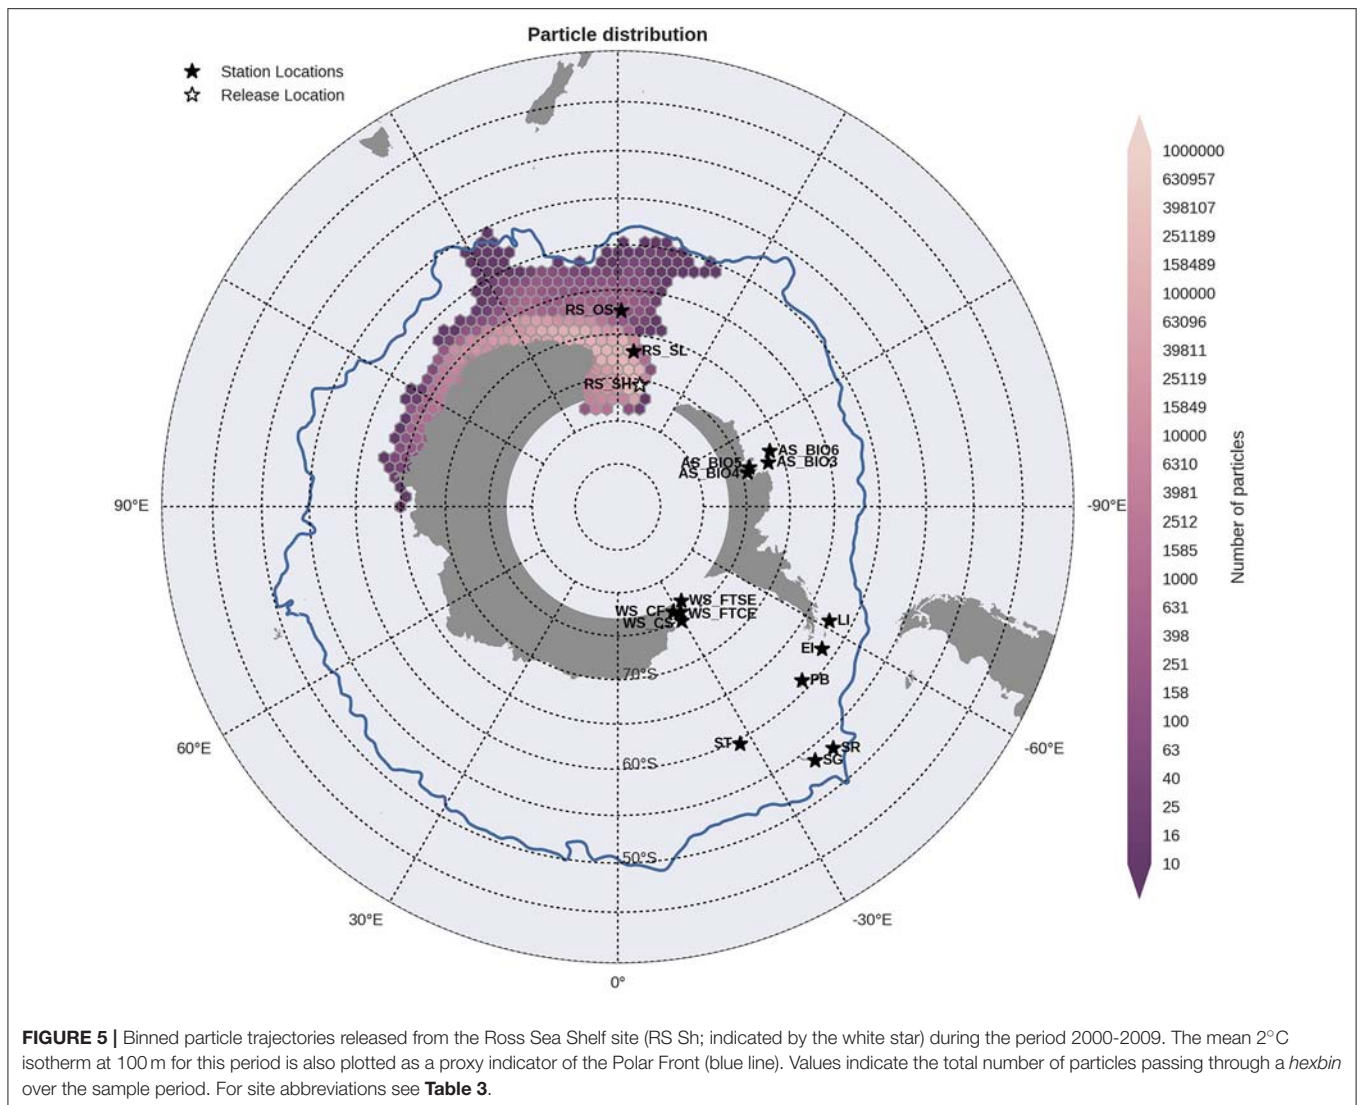 Particle distribution
Station Locations
Release Location
RS_OS
RS_SL
RS_SH
AS_BIO6
AS_BIO5
AS_BIO3
AS_BIO4
90°E
-90°E
WS_FTSE
WS_CF
WS_FTCE
WS_CS
LI
EI
PB
70°S
ST
SR
SG
60°S
60°E
-60°E
50°S
30°E
-30°E
0°
1000000
630957
398107
251189
158489
100000
63096
39811
25119
15849
10000
6310
3981
2512
1585
1000
631
398
251
158
100
63
40
25
16
10
Number of particles
FIGURE 5 | Binned particle trajectories released from the Ross Sea Shelf site (RS Sh; indicated by the white star) during the period 2000-2009. The mean 2°C
isotherm at 100 m for this period is also plotted as a proxy indicator of the Polar Front (blue line). Values indicate the total number of particles passing through a hexbin
over the sample period. For site abbreviations see Table 3.